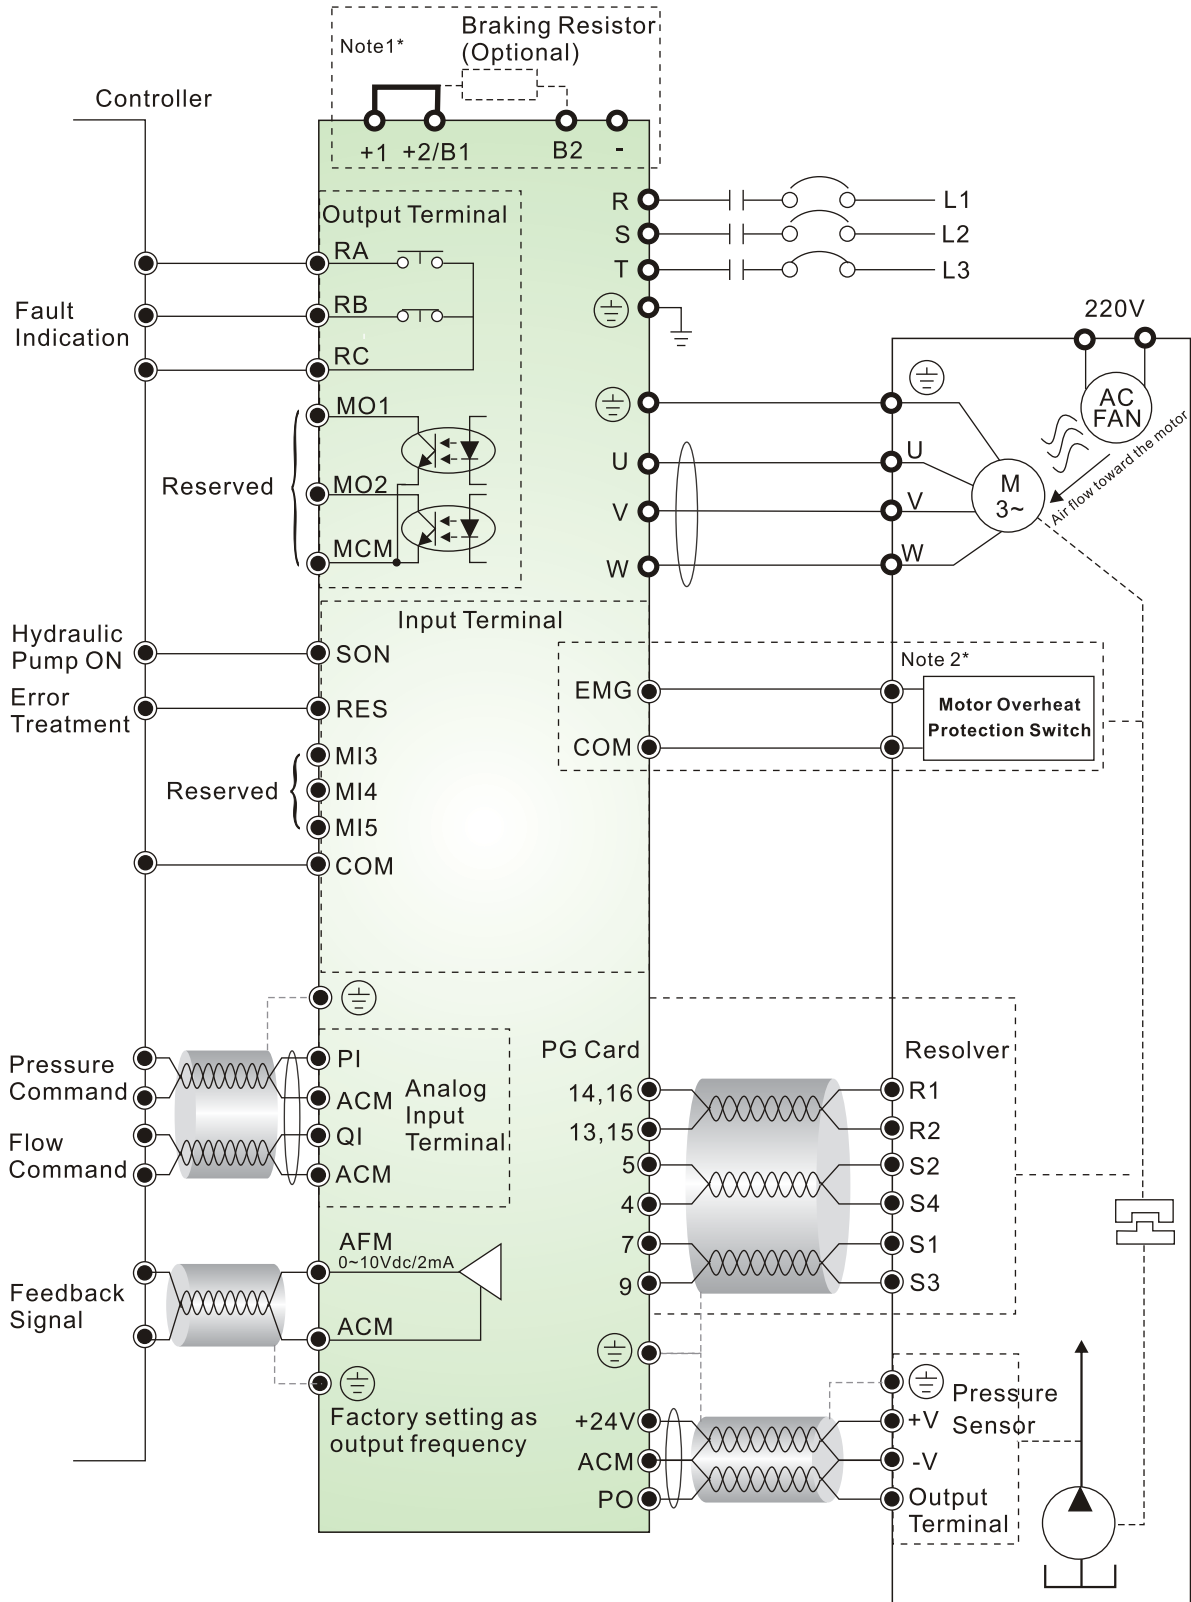 Note1*
Braking Resistor
(Optional)
Controller
+1
+2/B1
B2
-
Output Terminal
RA
RB
RC
MO1
MO2
MCM
Fault
Indication
Reserved
R
S
T
L1
L2
L3
220V
AC
FAN
Air flow toward the motor
U
V
W
U
V
W
M
3~
Input Terminal
Hydraulic
Pump ON
Error
Treatment
Reserved
SON
RES
MI3
MI4
MI5
COM
EMG
COM
Note 2*
Motor Overheat
Protection Switch
Pressure
Command
Flow
Command
PI
ACM
QI
ACM
Analog
Input
Terminal
PG Card
14,16
13,15
5
4
7
9
Resolver
R1
R2
S2
S4
S1
S3
Feedback
Signal
AFM
0~10Vdc/2mA
ACM
Factory setting as
output frequency
+24V
ACM
PO
Pressure
Sensor
+V
-V
Output
Terminal